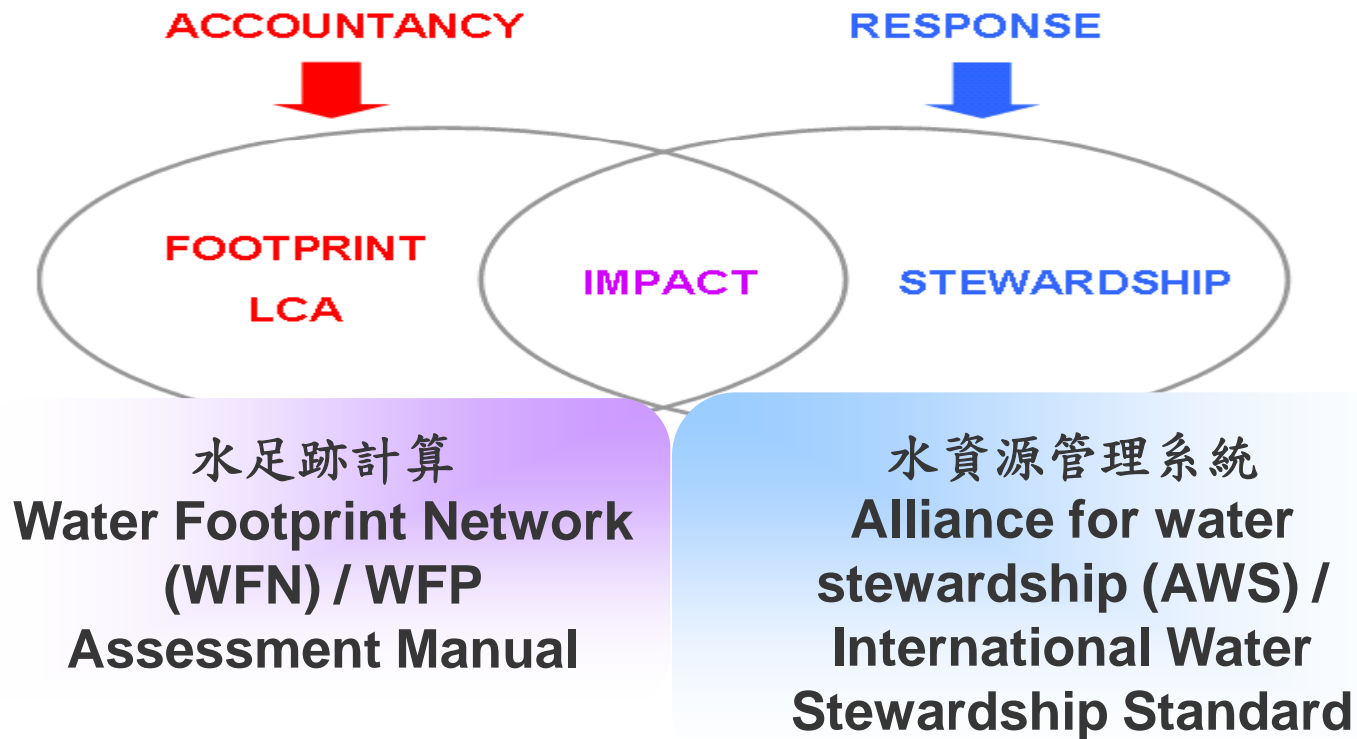 ACCOUNTANCY
RESPONSE
FOOTPRINT
LCA
IMPACT
STEWARDSHIP
水足跡計算
Water Footprint Network
(WFN) / WFP
Assessment Manual
水資源管理系統
Alliance for water
stewardship (AWS) /
International Water
Stewardship Standard